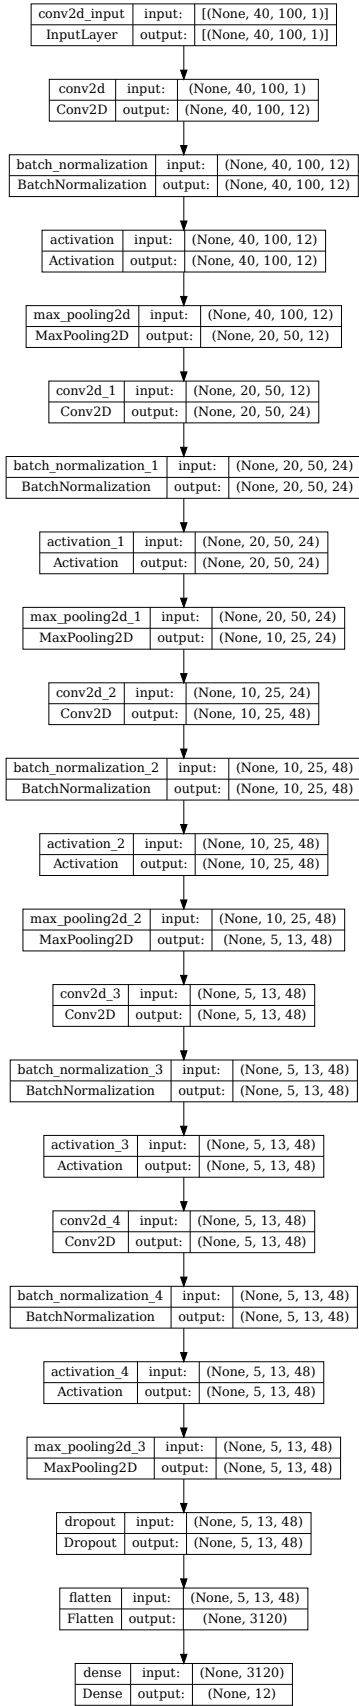 conv2d_input input: [(None, 40, 100, 1)]
InputLayer output: [(None, 40, 100, 1)]
conv2d input: (None, 40, 100, 1)
Conv2D output: (None, 40, 100, 12)
batch_normalization input: (None, 40, 100, 12)
BatchNormalization output: (None, 40, 100, 12)
activation input: (None, 40, 100, 12)
Activation output: (None, 40, 100, 12)
max_pooling2d input: (None, 40, 100, 12)
MaxPooling2D output: (None, 20, 50, 12)
conv2d_1 input: (None, 20, 50, 12)
Conv2D output: (None, 20, 50, 24)
batch_normalization_1 input: (None, 20, 50, 24)
BatchNormalization output: (None, 20, 50, 24)
activation_1 input: (None, 20, 50, 24)
Activation output: (None, 20, 50, 24)
max_pooling2d_1 input: (None, 20, 50, 24)
MaxPooling2D output: (None, 10, 25, 24)
conv2d_2 input: (None, 10, 25, 24)
Conv2D output: (None, 10, 25, 48)
batch_normalization_2 input: (None, 10, 25, 48)
BatchNormalization output: (None, 10, 25, 48)
activation_2 input: (None, 10, 25, 48)
Activation output: (None, 10, 25, 48)
max_pooling2d_2 input: (None, 10, 25, 48)
MaxPooling2D output: (None, 5, 13, 48)
conv2d_3 input: (None, 5, 13, 48)
Conv2D output: (None, 5, 13, 48)
batch_normalization_3 input: (None, 5, 13, 48)
BatchNormalization output: (None, 5, 13, 48)
activation_3 input: (None, 5, 13, 48)
Activation output: (None, 5, 13, 48)
conv2d_4 input: (None, 5, 13, 48)
Conv2D output: (None, 5, 13, 48)
batch_normalization_4 input: (None, 5, 13, 48)
BatchNormalization output: (None, 5, 13, 48)
activation_4 input: (None, 5, 13, 48)
Activation output: (None, 5, 13, 48)
max_pooling2d_3 input: (None, 5, 13, 48)
MaxPooling2D output: (None, 5, 13, 48)
dropout input: (None, 5, 13, 48)
Dropout output: (None, 5, 13, 48)
flatten input: (None, 5, 13, 48)
Flatten output: (None, 3120)
dense input: (None, 3120)
Dense output: (None, 12)